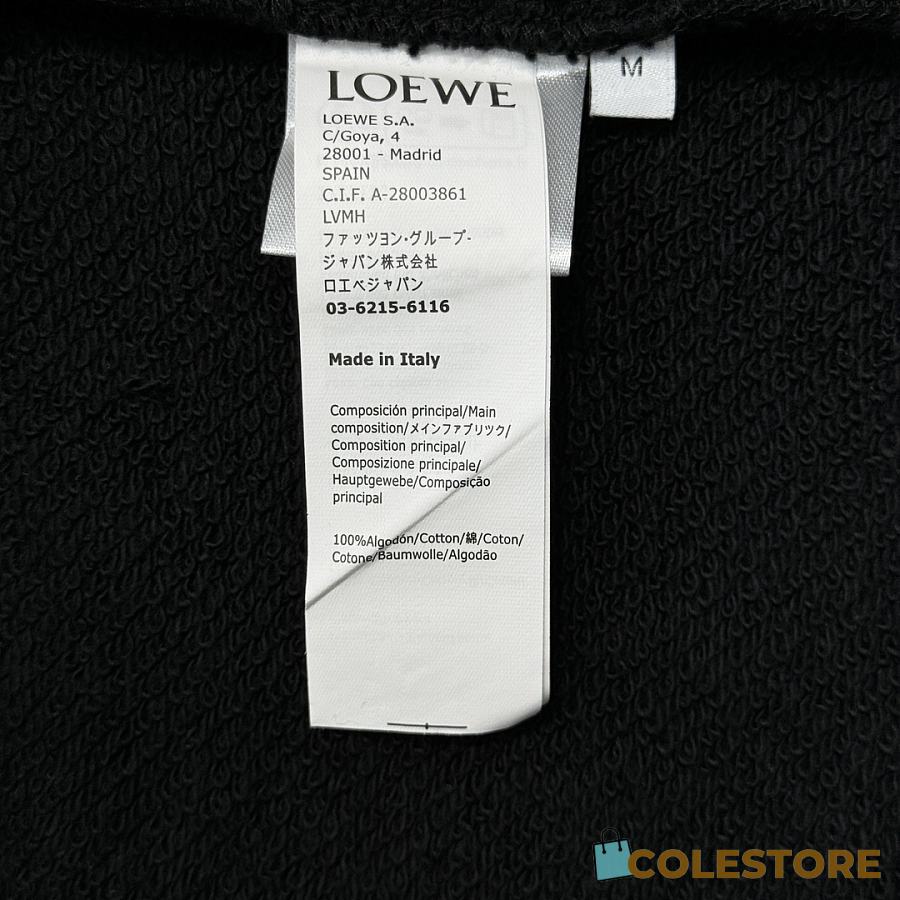 LOEWE
M
LOEWE S.A.
C/Goya, 4
28001 - Madrid
SPAIN
C.I.F. A-28003861
LVMH
ファッツヨン·グループ-
ジャパン株式会社
ロエベジャパン
03-6215-6116
Made in Italy
Composición principal/Main
composition/メインファブリツク/
Composition principal/
Composizione principale/
Hauptgewebe/Composição
principal
100%Algodón/Cotton/綿/Coton/
Cotone/Baumwolle/Algodão
COLESTORE